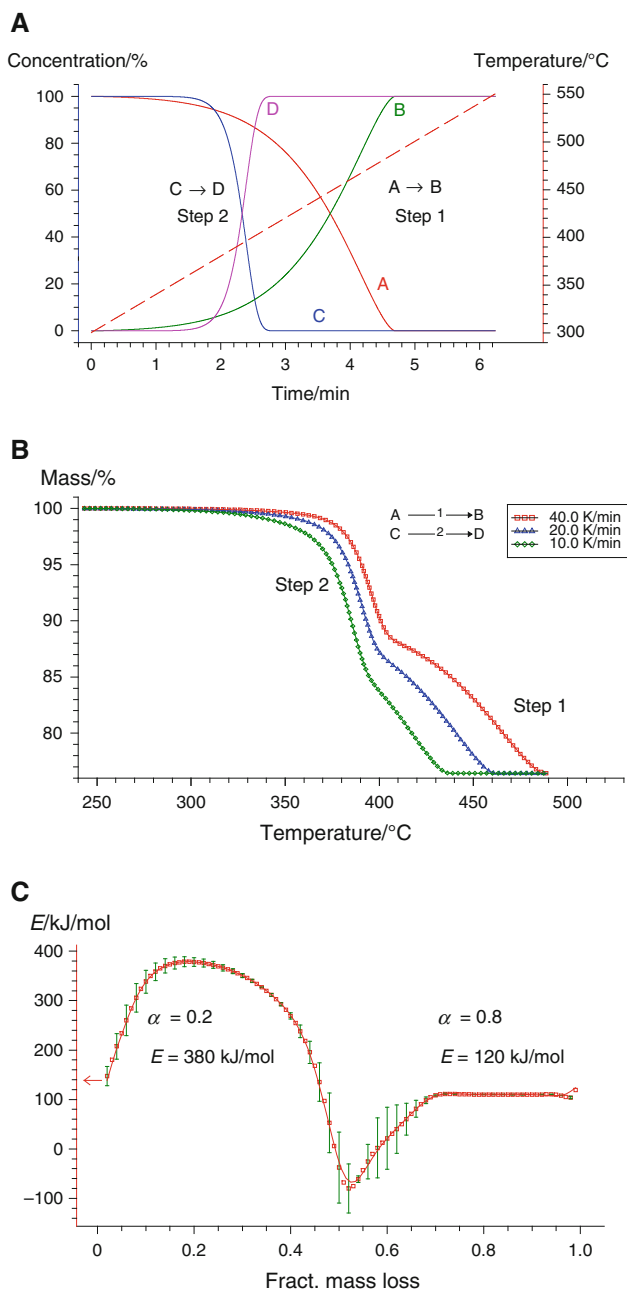 A
Concentration/%
Temperature/°C
100
80
60
40
20
0
550
500
450
400
350
300
D
B
C → D
Step 2
A → B
Step 1
A
C
0 1 2 3 4 5 6
Time/min
B
Mass/%
100
95
90
85
80
A 1 B
C 2 D
40.0 K/min
20.0 K/min
10.0 K/min
Step 2
Step 1
250 300 350 400 450 500
Temperature/°C
C
E/kJ/mol
400
300
200
100
0
−100
α = 0.2
E = 380 kJ/mol
α = 0.8
E = 120 kJ/mol
0 0.2 0.4 0.6 0.8 1.0
Fract. mass loss